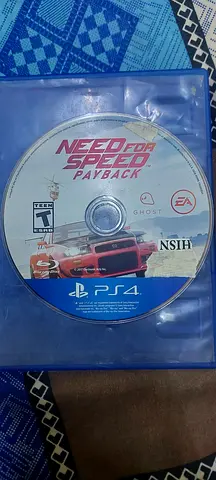 NEED FOR
SPEED
PAYBACK
TEEN
T
ESRB
GHOST
EA
NSIH
PS4